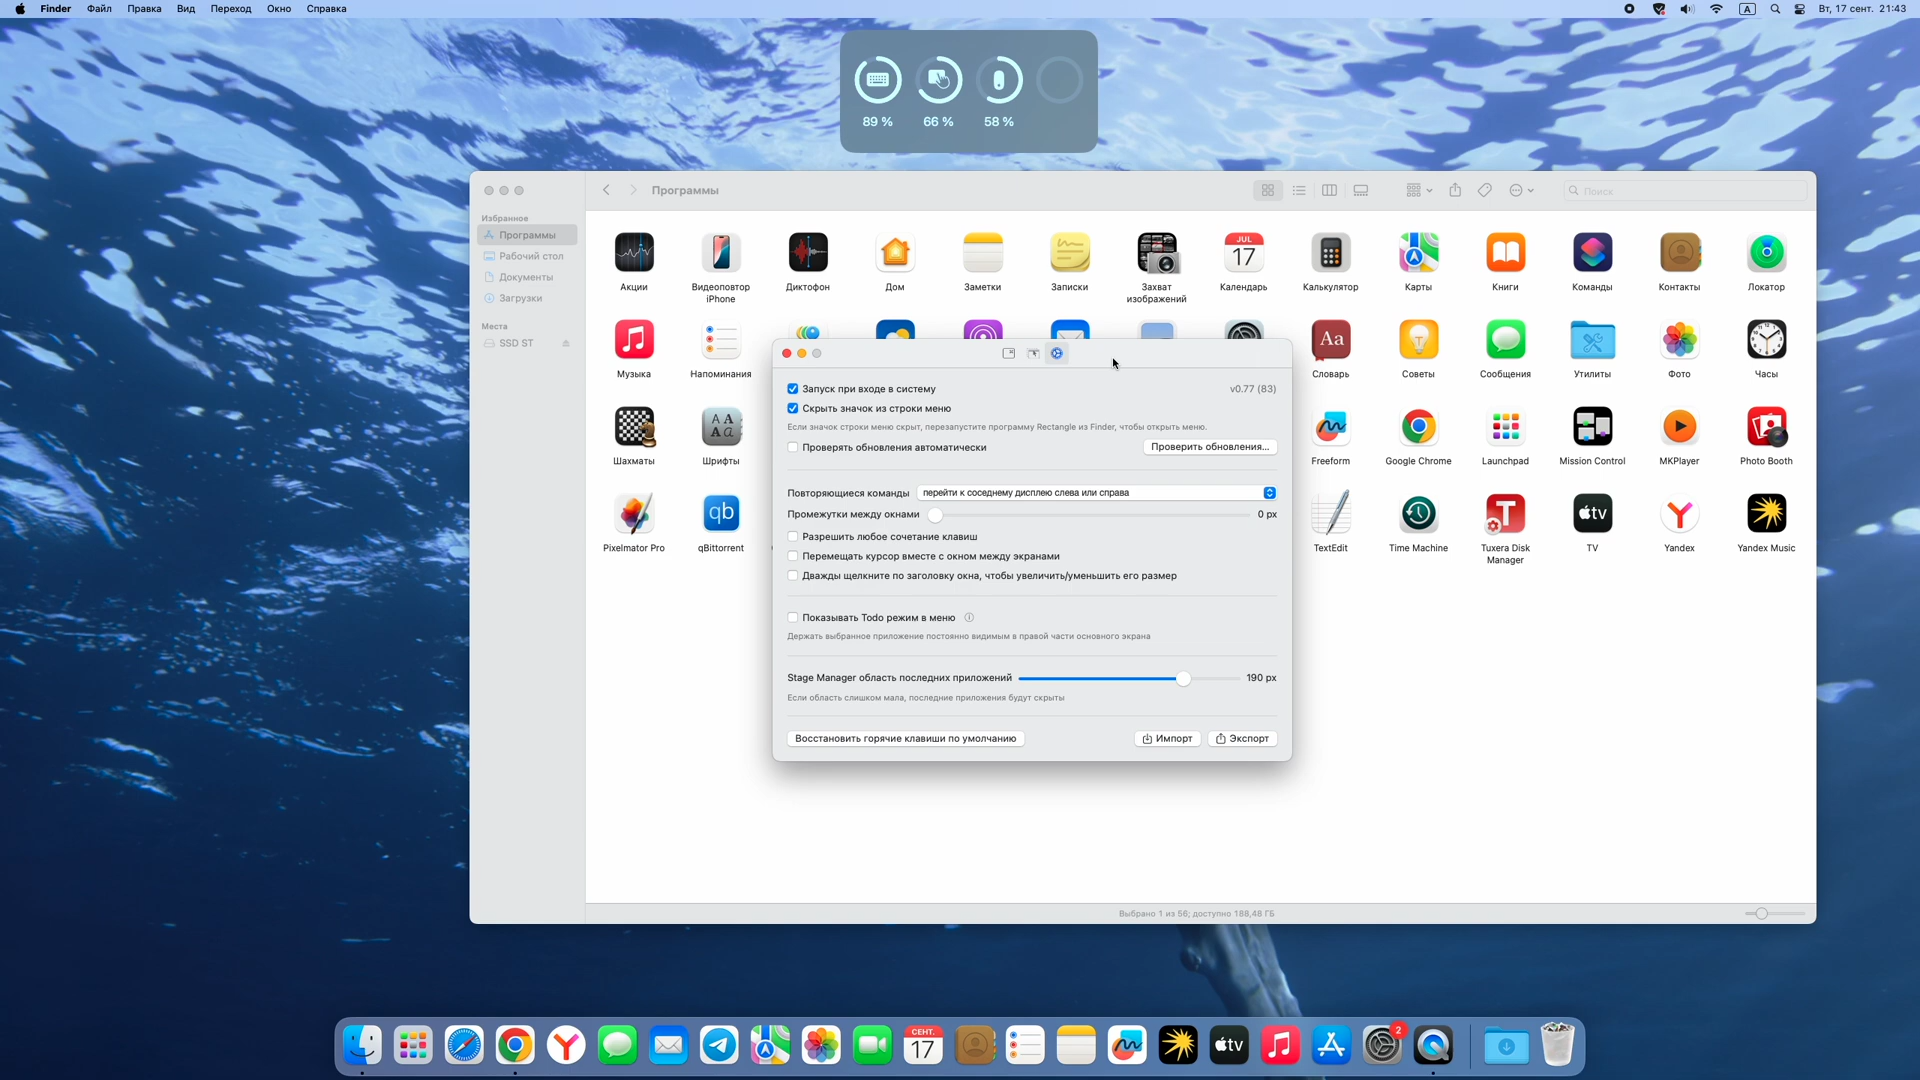 Finder Файл Правка Вид Переход Окно Справка
A Вт, 17 сент. 21:43
89 % 66 % 58 %
Программы
Поиск
Избранное
Программы
Рабочий стол
Документы
Загрузки
Места
SSD ST
JUL
17
Акции Видеоповтор iPhone Диктофон Дом Заметки Записки Захват изображений Календарь Калькулятор Карты Книги Команды Контакты Локатор
Музыка Напоминания Словарь Советы Сообщения Утилиты Фото Часы
Шахматы Шрифты Freeform Google Chrome Launchpad Mission Control MKPlayer Photo Booth
Pixelmator Pro qBittorrent TextEdit Time Machine Tuxera Disk Manager TV Yandex Yandex Music
Запуск при входе в систему v0.77 (83)
Скрыть значок из строки меню
Если значок строки меню скрыт, перезапустите программу Rectangle из Finder, чтобы открыть меню.
Проверять обновления автоматически Проверить обновления...
Повторяющиеся команды перейти к соседнему дисплею слева или справа
Промежутки между окнами 0 px
Разрешить любое сочетание клавиш
Перемещать курсор вместе с окном между экранами
Дважды щелкните по заголовку окна, чтобы увеличить/уменьшить его размер
Показывать Todo режим в меню
Держать выбранное приложение постоянно видимым в правой части основного экрана
Stage Manager область последних приложений 190 px
Если область слишком мала, последние приложения будут скрыты
Восстановить горячие клавиши по умолчанию Импорт Экспорт
Выбрано 1 из 56; доступно 188,48 ГБ
СЕНТ.
17
tv
2